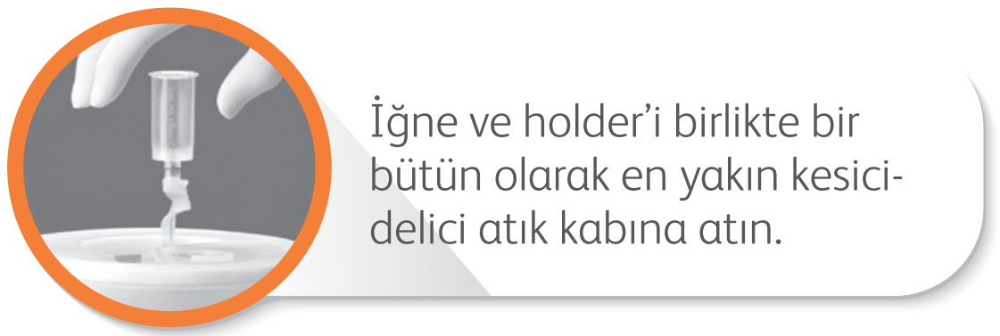 İğne ve holder’i birlikte bir
bütün olarak en yakın kesici-
delici atık kabına atın.